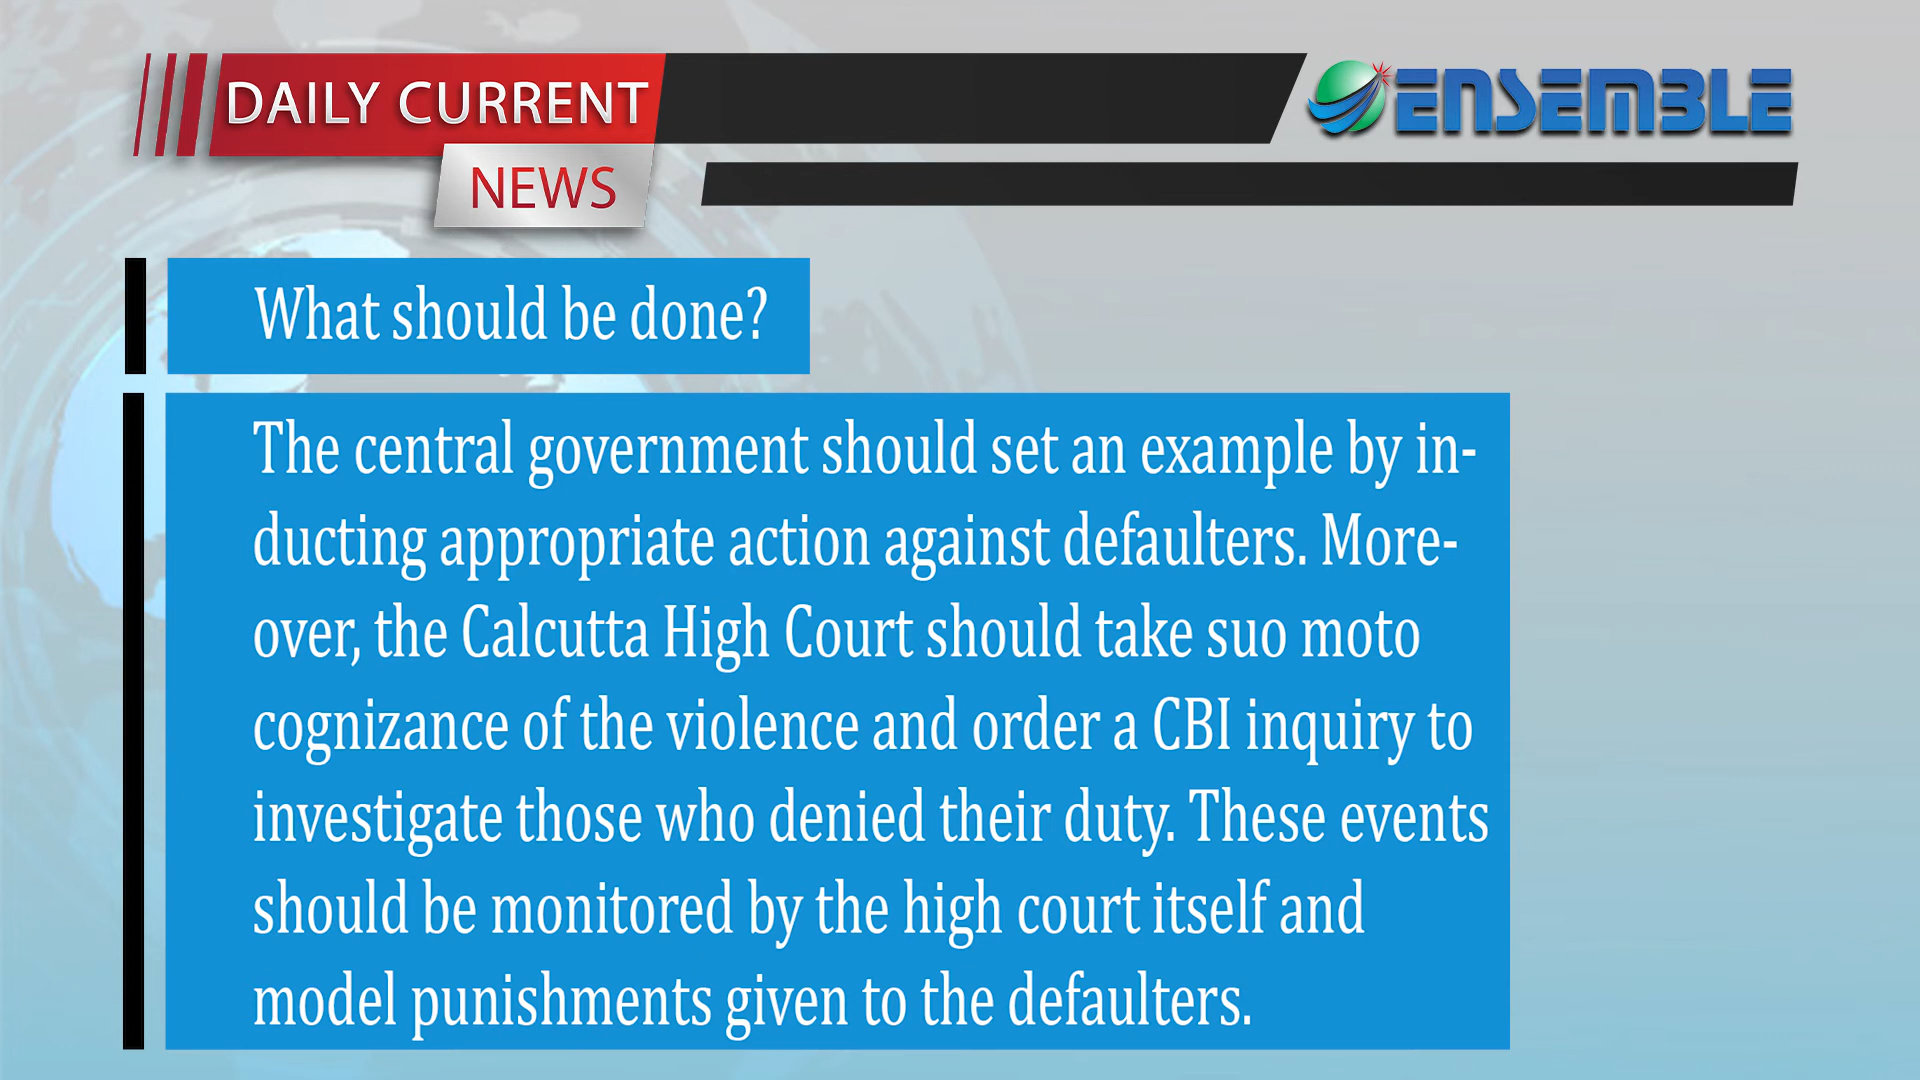 DAILY CURRENT
NEWS
ENSEMBLE
What should be done?
The central government should set an example by in-
ducting appropriate action against defaulters. More-
over, the Calcutta High Court should take suo moto
cognizance of the violence and order a CBI inquiry to
investigate those who denied their duty. These events
should be monitored by the high court itself and
model punishments given to the defaulters.